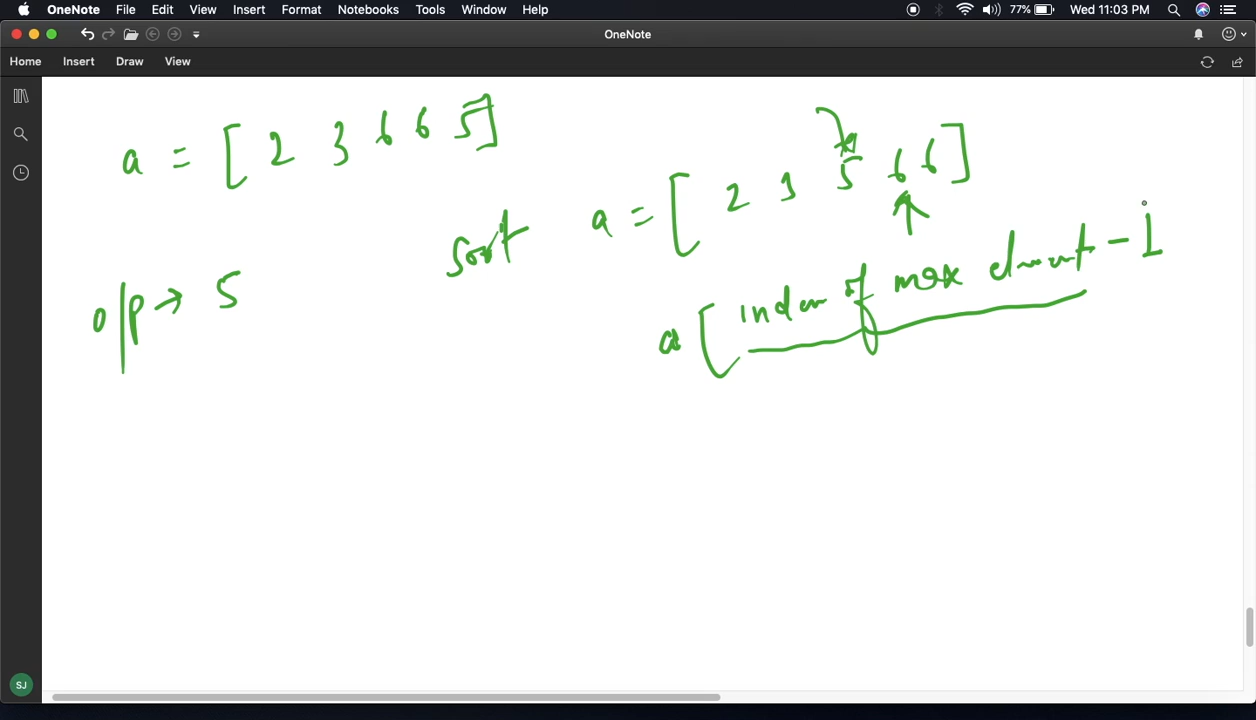 OneNote File Edit View Insert Format Notebooks Tools Window Help 77% Wed 11:03 PM
OneNote
Home Insert Draw View
a = [ 2 3 6 6 5 ]
sort a = [ 2 3 5 6 6 ]
o/p → 5
a [ index of max element - 1
SJ